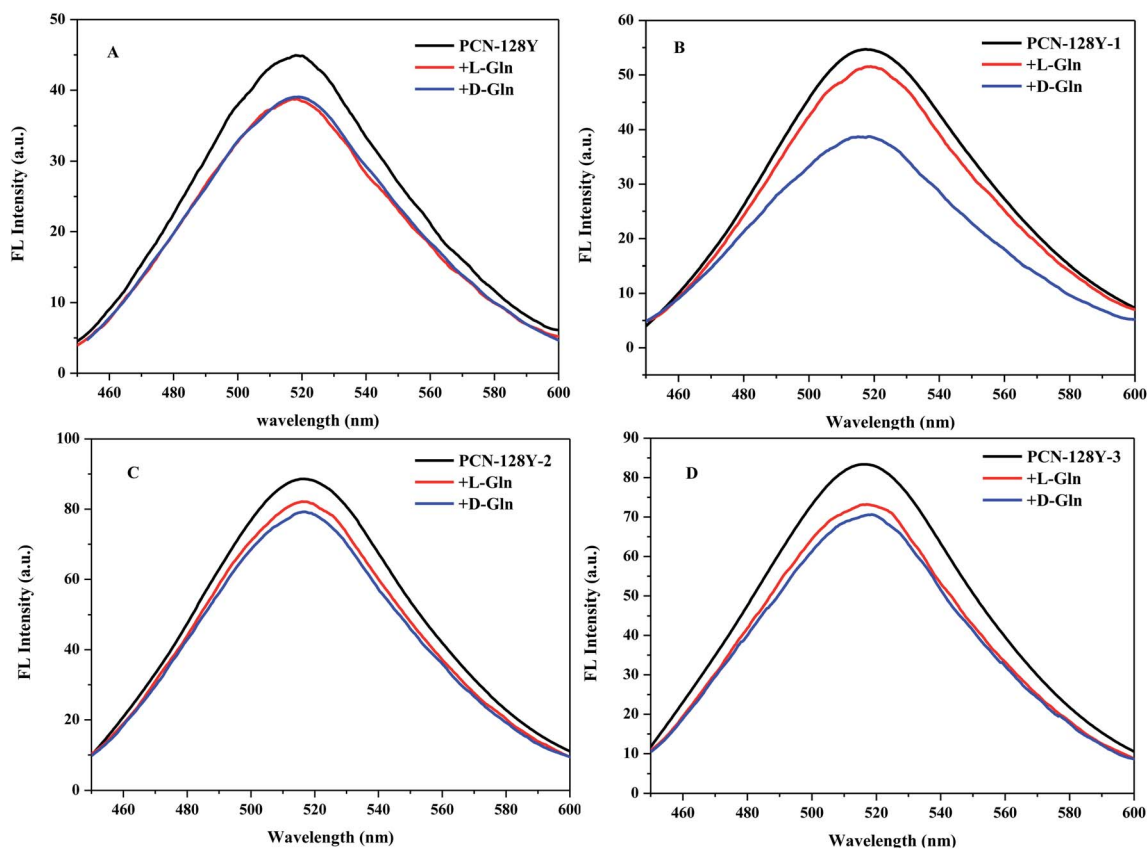 A
PCN-128Y
+L-Gln
+D-Gln
FL Intensity (a.u.)
50
40
30
20
10
0
460 480 500 520 540 560 580 600
wavelength (nm)
B
PCN-128Y-1
+L-Gln
+D-Gln
FL Intensity (a.u.)
60
50
40
30
20
10
0
460 480 500 520 540 560 580 600
Wavelength (nm)
C
PCN-128Y-2
+L-Gln
+D-Gln
FL Intensity (a.u.)
100
80
60
40
20
0
460 480 500 520 540 560 580 600
Wavelength (nm)
D
PCN-128Y-3
+L-Gln
+D-Gln
FL Intensity (a.u.)
90
80
70
60
50
40
30
20
10
0
460 480 500 520 540 560 580 600
Wavelength (nm)